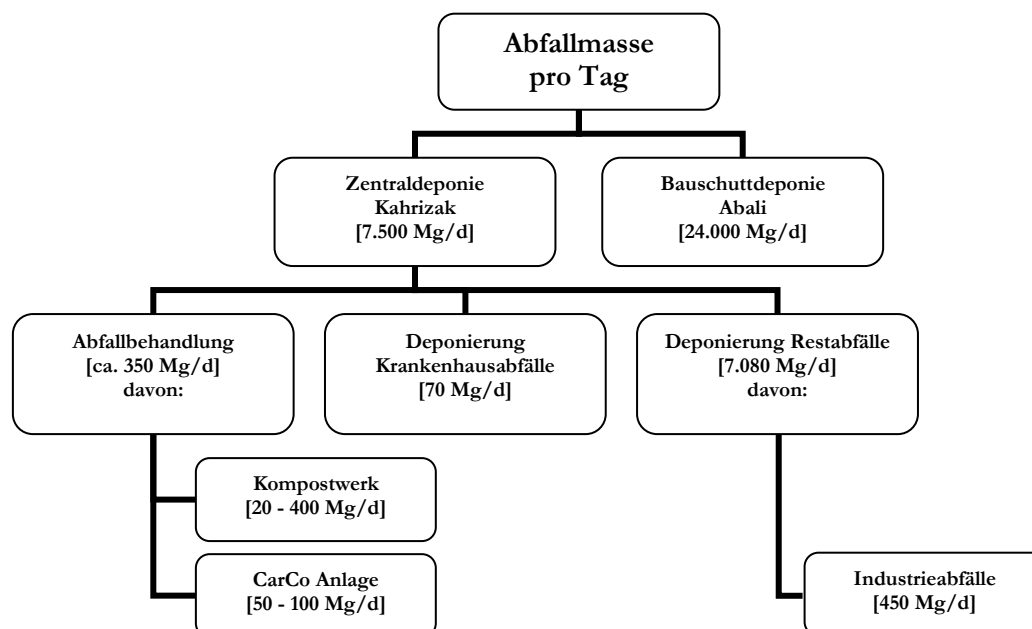 Abfallmasse
pro Tag
Zentraldeponie
Kahrizak
[7.500 Mg/d]
Bauschuttdeponie
Abali
[24.000 Mg/d]
Abfallbehandlung
[ca. 350 Mg/d]
davon:
Deponierung
Krankenhausabfälle
[70 Mg/d]
Deponierung Restabfälle
[7.080 Mg/d]
davon:
Kompostwerk
[20 - 400 Mg/d]
CarCo Anlage
[50 - 100 Mg/d]
Industrieabfälle
[450 Mg/d]